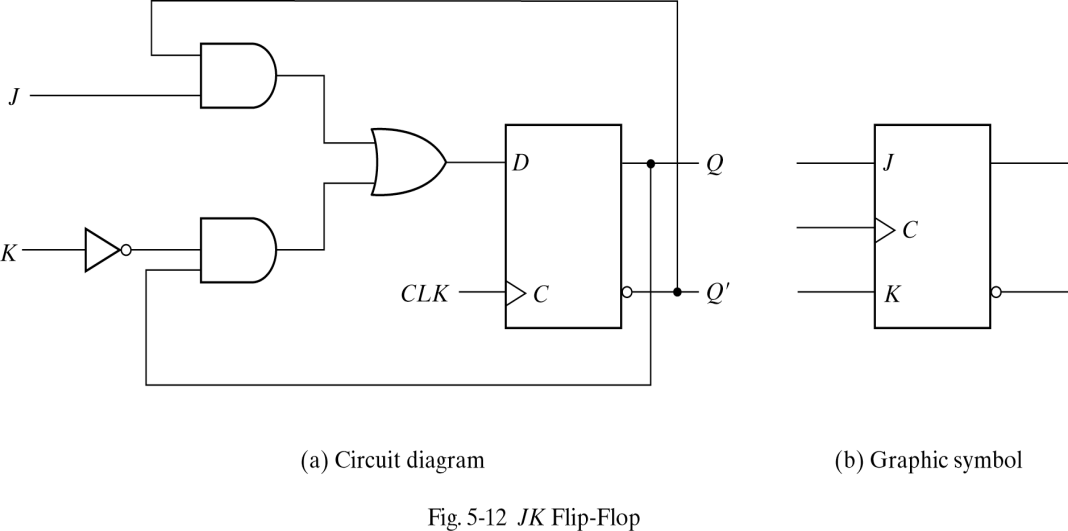 J
K
D
C
CLK
Q
Q′
J
C
K
(a) Circuit diagram
(b) Graphic symbol
Fig. 5-12 JK Flip-Flop